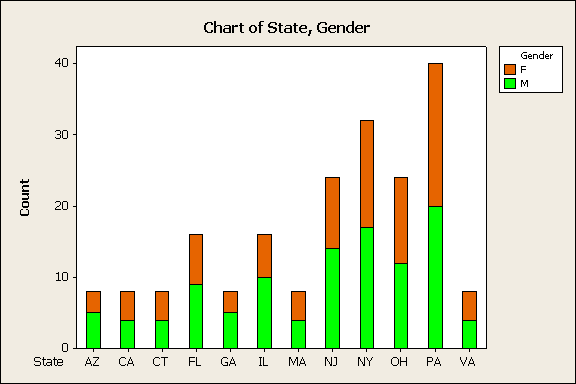 Chart of State, Gender
Gender
F
M
40
30
20
10
0
Count
State AZ CA CT FL GA IL MA NJ NY OH PA VA